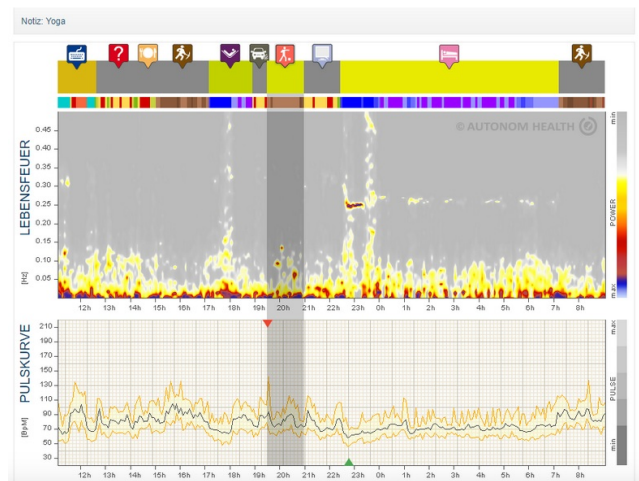 Notiz: Yoga
?
© AUTONOM HEALTH
LEBENSFEUER
[Hz]
0.46
0.40
0.35
0.30
0.25
0.20
0.15
0.10
0.05
min
POWER
max
12h 13h 14h 15h 16h 17h 18h 19h 20h 21h 22h 23h 0h 1h 2h 3h 4h 5h 6h 7h 8h
PULSKURVE
[BpM]
210
190
170
150
130
110
90
70
50
30
max
PULSE
min
12h 13h 14h 15h 16h 17h 18h 19h 20h 21h 22h 23h 0h 1h 2h 3h 4h 5h 6h 7h 8h